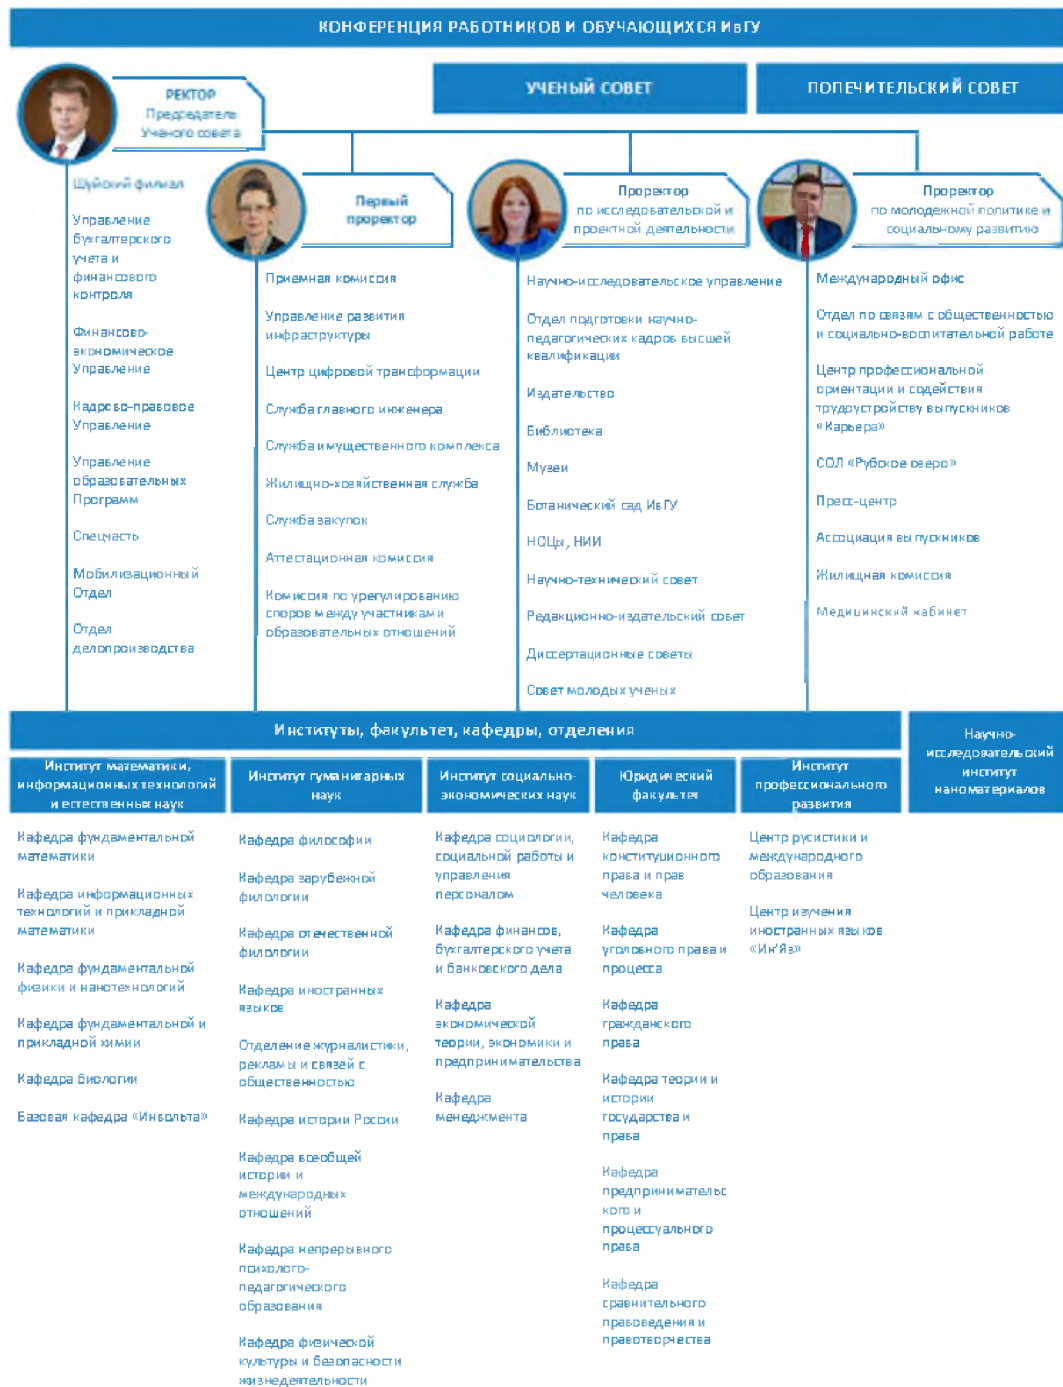 КОНФЕРЕНЦИЯ РАБОТНИКОВ И ОБУЧАЮЩИХСЯ ИвГУ
РЕКТОР
Председатель
Ученого совета
УЧЕНЫЙ СОВЕТ
ПОПЕЧИТЕЛЬСКИЙ СОВЕТ
Первый
проректор
Проректор
по исследовательской и
проектной деятельности
Проректор
по молодежной политике и
социальному развитию
Шуйский филиал
Управление
бухгалтерского
учета и
финансового
контроля
Финансово-
экономическое
Управление
Кадрово-правовое
Управление
Управление
образовательных
Программ
Спецчасть
Мобилизационный
Отдел
Отдел
делопроизводства
Приемная комиссия
Управление развития
инфраструктуры
Центр цифровой трансформации
Служба главного инженера
Служба имущественного комплекса
Жилищно-хозяйственная служба
Служба закупок
Аттестационная комиссия
Комиссия по урегулированию
споров между участниками
образовательных отношений
Научно-исследовательское управление
Отдел подготовки научно-
педагогических кадров высшей
квалификации
Издательство
Библиотека
Музеи
Ботанический сад ИвГУ
НОЦы, НИИ
Научно-технический совет
Редакционно-издательский совет
Диссертационные советы
Совет молодых ученых
Международный офис
Отдел по связям с общественностью
и социально-воспитательной работе
Центр профессиональной
ориентации и содействия
трудоустройству выпускников
«Карьера»
СОЛ «Рубское озеро»
Пресс-центр
Ассоциация выпускников
Жилищная комиссия
Медицинский кабинет
Институты, факультет, кафедры, отделения
Научно-
исследовательский
институт
наноматериалов
Институт математики,
информационных технологий
и естественных наук
Институт гуманитарных
наук
Институт социально-
экономических наук
Юридический
факультет
Институт
профессионального
развития
Кафедра фундаментальной
математики
Кафедра информационных
технологий и прикладной
математики
Кафедра фундаментальной
физики и нанотехнологий
Кафедра фундаментальной и
прикладной химии
Кафедра биологии
Базовая кафедра «Инвольта»
Кафедра философии
Кафедра зарубежной
филологии
Кафедра отечественной
филологии
Кафедра иностранных
языков
Отделение журналистики,
рекламы и связей с
общественностью
Кафедра истории России
Кафедра всеобщей
истории и
международных
отношений
Кафедра непрерывного
психолого-
педагогического
образования
Кафедра физической
культуры и безопасности
жизнедеятельности
Кафедра социологии,
социальной работы и
управления
персоналом
Кафедра финансов,
бухгалтерского учета
и банковского дела
Кафедра
экономической
теории, экономики и
предпринимательства
Кафедра
менеджмента
Кафедра
конституционного
права и прав
человека
Кафедра
уголовного права и
процесса
Кафедра
гражданского
права
Кафедра теории и
истории
государства и
права
Кафедра
предпринимательс
кого и
процессуального
права
Кафедра
сравнительного
правоведения и
правотворчества
Центр русистики и
международного
образования
Центр изучения
иностранных языков
«Ин'Яз»